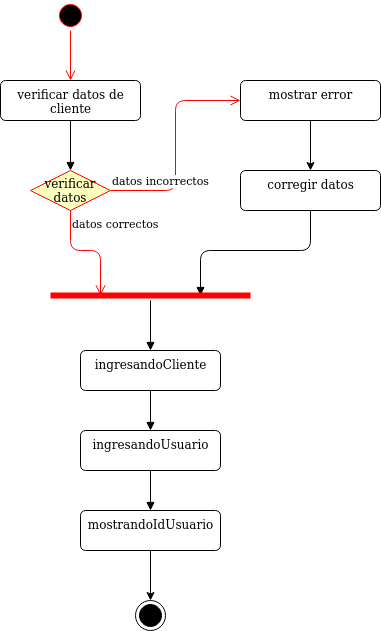 verificar datos de
cliente
mostrar error
verificar
datos
datos incorrectos
corregir datos
datos correctos
ingresandoCliente
ingresandoUsuario
mostrandoIdUsuario